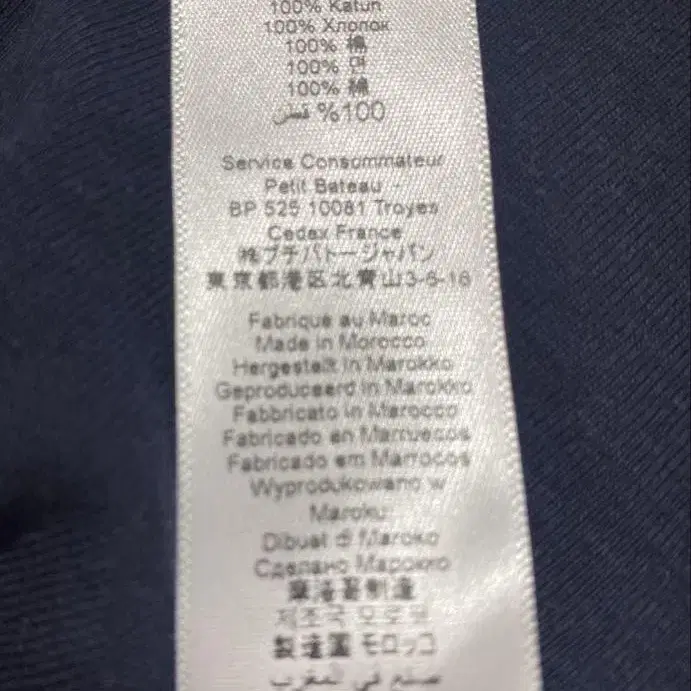 100% Katun
100% Хлопок
100% 棉
100% 면
100% 綿
100% قطن
Service Consommateur
Petit Bateau -
BP 525 10081 Troyes
Cedex France
㈱プチバトージャパン
東京都港区北青山3-6-16
Fabriqué au Maroc
Made in Morocco
Hergestellt in Marokko
Geproduceerd in Marokko
Fabbricato in Marocco
Fabricado en Marruecos
Fabricado em Marrocos
Wyprodukowano w
Maroku
Dibuat di Maroko
Сделано Марокко
摩洛哥制造
제조국 모로코
製造国 モロッコ
صنع في المغرب